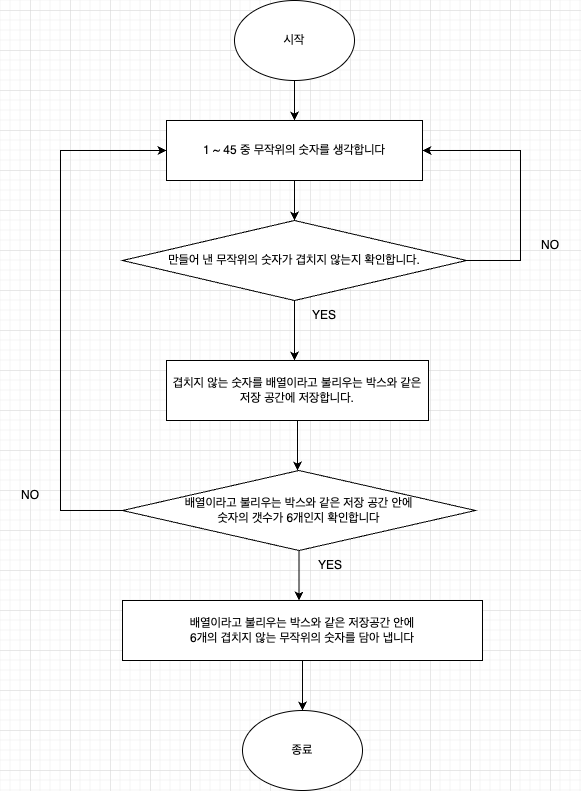 시작
1 ~ 45 중 무작위의 숫자를 생각합니다
만들어 낸 무작위의 숫자가 겹치지 않는지 확인합니다.
NO
YES
겹치지 않는 숫자를 배열이라고 불리우는 박스와 같은
저장 공간에 저장합니다.
NO
배열이라고 불리우는 박스와 같은 저장 공간 안에
숫자의 갯수가 6개인지 확인합니다
YES
배열이라고 불리우는 박스와 같은 저장공간 안에
6개의 겹치지 않는 무작위의 숫자를 담아 냅니다
종료